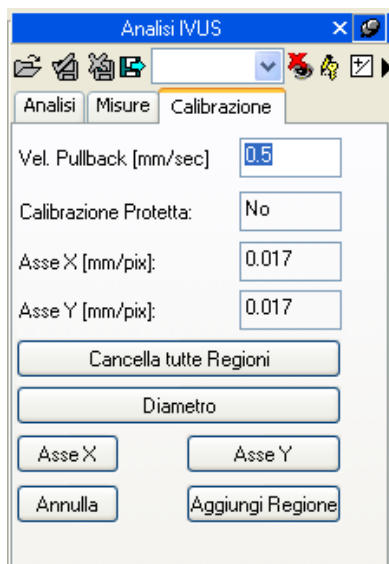 Analisi IVUS
Analisi Misure Calibrazione
Vel. Pullback [mm/sec] 0.5
Calibrazione Protetta: No
Asse X [mm/pix]: 0.017
Asse Y [mm/pix]: 0.017
Cancella tutte Regioni
Diametro
Asse X Asse Y
Annulla Aggiungi Regione